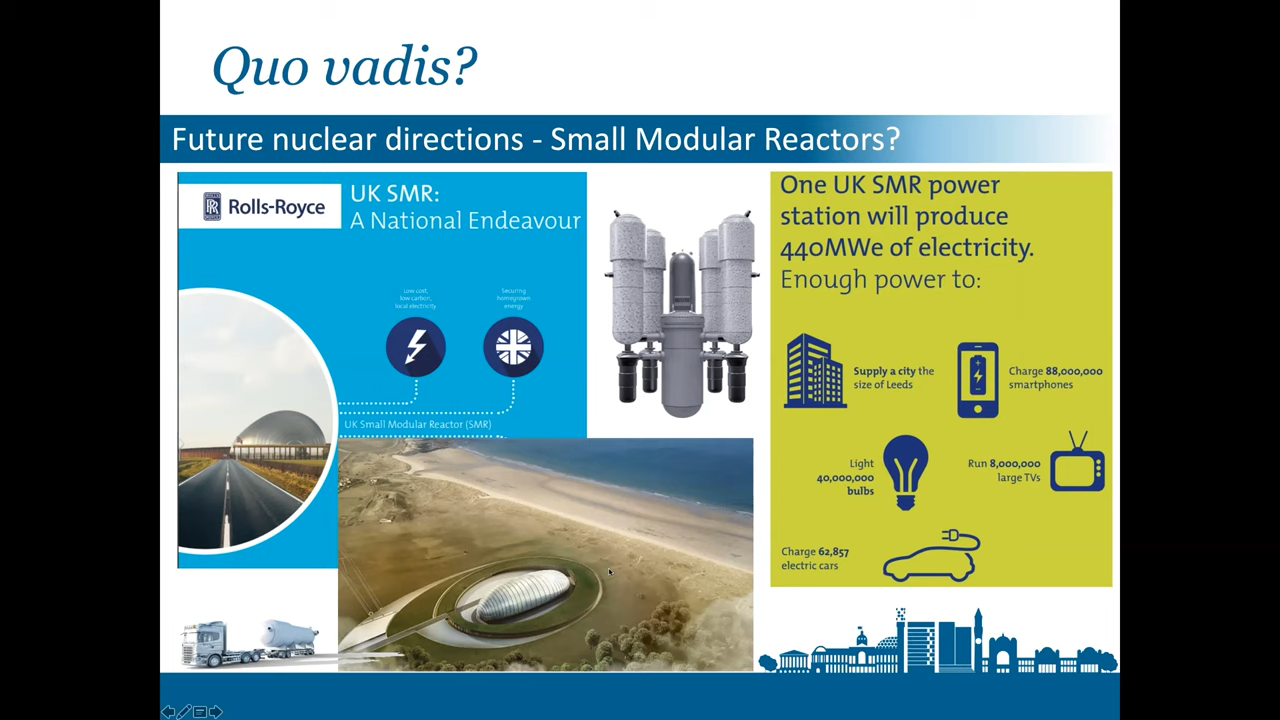 Quo vadis?
Future nuclear directions - Small Modular Reactors?
Rolls-Royce
UK SMR:
A National Endeavour
Low cost,
low carbon,
local electricity
Securing
homegrown
energy
UK Small Modular Reactor (SMR)
One UK SMR power
station will produce
440MWe of electricity.
Enough power to:
Supply a city the
size of Leeds
Charge 88,000,000
smartphones
Light
40,000,000
bulbs
Run 8,000,000
large TVs
Charge 62,857
electric cars